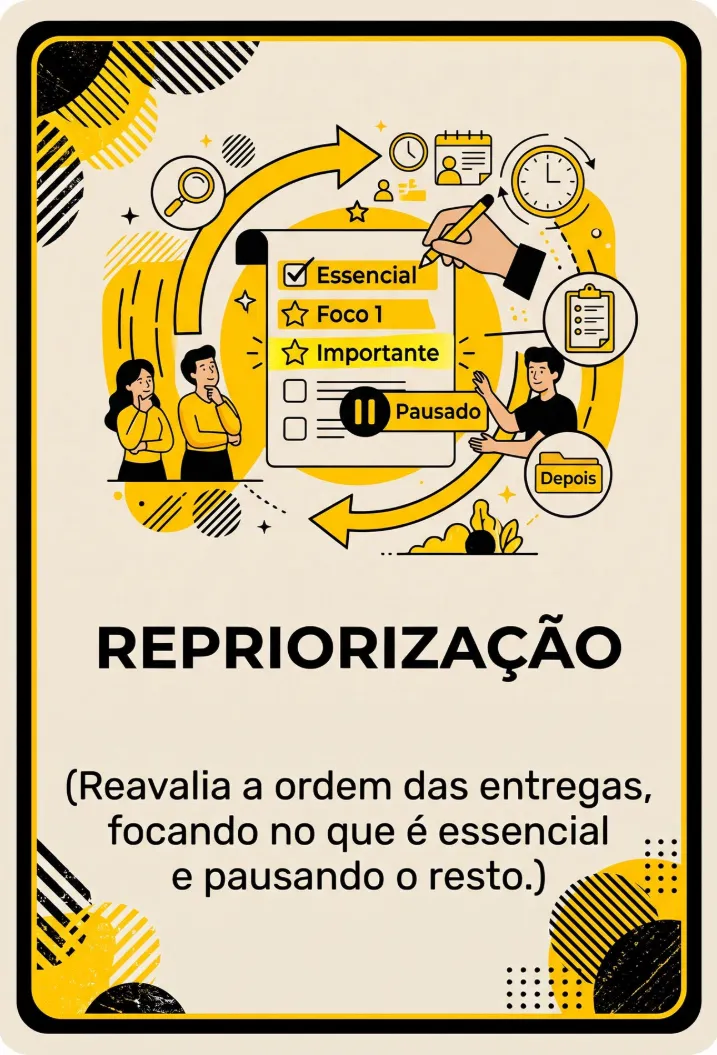 Essencial
Foco 1
Importante
Pausado
Depois
REPRIORIZAÇÃO
(Reavalia a ordem das entregas,
focando no que é essencial
e pausando o resto.)